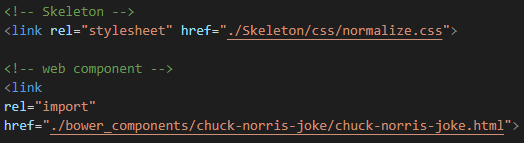 <!-- Skeleton -->
<link rel="stylesheet" href="./Skeleton/css/normalize.css">
<!-- web component -->
<link
rel="import"
href="./bower_components/chuck-norris-joke/chuck-norris-joke.html">